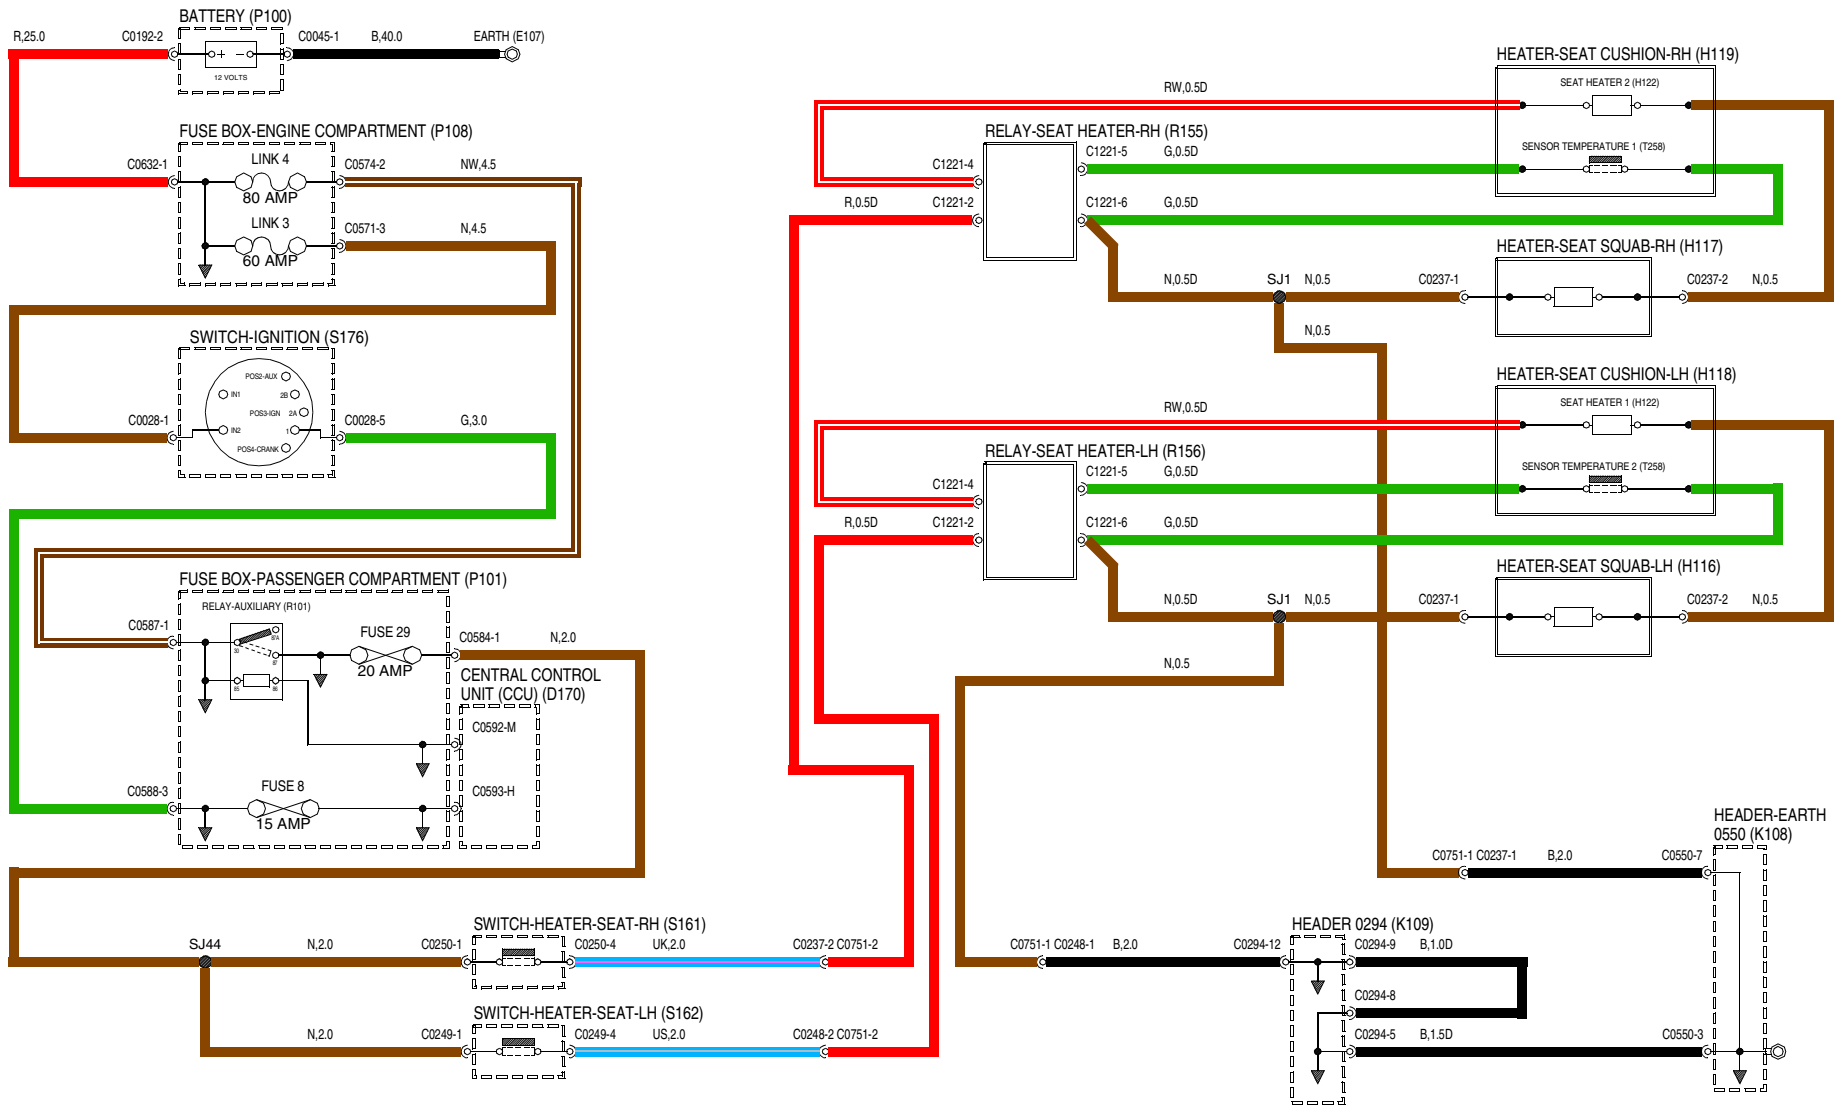 BATTERY (P100)
R,25.0
C0192-2
C0045-1
B,40.0
EARTH (E107)
+ -
12 VOLTS
FUSE BOX-ENGINE COMPARTMENT (P108)
C0632-1
LINK 4
C0574-2
NW,4.5
80 AMP
LINK 3
C0571-3
N,4.5
60 AMP
SWITCH-IGNITION (S176)
POS2-AUX
IN1
2B
POS3-IGN
2A
C0028-1
IN2
1
C0028-5
G,3.0
POS4-CRANK
FUSE BOX-PASSENGER COMPARTMENT (P101)
RELAY-AUXILIARY (R101)
C0587-1
87A
30
87
85
86
FUSE 29
20 AMP
C0584-1
N,2.0
CENTRAL CONTROL
UNIT (CCU) (D170)
C0592-M
C0588-3
FUSE 8
15 AMP
C0593-H
SJ44
N,2.0
C0250-1
SWITCH-HEATER-SEAT-RH (S161)
C0250-4
UK,2.0
C0237-2 C0751-2
N,2.0
C0249-1
SWITCH-HEATER-SEAT-LH (S162)
C0249-4
US,2.0
C0248-2 C0751-2
HEATER-SEAT CUSHION-RH (H119)
SEAT HEATER 2 (H122)
SENSOR TEMPERATURE 1 (T258)
RW,0.5D
RELAY-SEAT HEATER-RH (R155)
C1221-4
C1221-5
G,0.5D
R,0.5D
C1221-2
C1221-6
G,0.5D
HEATER-SEAT SQUAB-RH (H117)
N,0.5D
SJ1
N,0.5
C0237-1
C0237-2
N,0.5
N,0.5
HEATER-SEAT CUSHION-LH (H118)
SEAT HEATER 1 (H122)
SENSOR TEMPERATURE 2 (T258)
RW,0.5D
RELAY-SEAT HEATER-LH (R156)
C1221-4
C1221-5
G,0.5D
R,0.5D
C1221-2
C1221-6
G,0.5D
HEATER-SEAT SQUAB-LH (H116)
N,0.5D
SJ1
N,0.5
C0237-1
C0237-2
N,0.5
N,0.5
HEADER-EARTH
0550 (K108)
C0751-1 C0237-1
B,2.0
C0550-7
HEADER 0294 (K109)
C0751-1 C0248-1
B,2.0
C0294-12
C0294-9
B,1.0D
C0294-8
C0294-5
B,1.5D
C0550-3